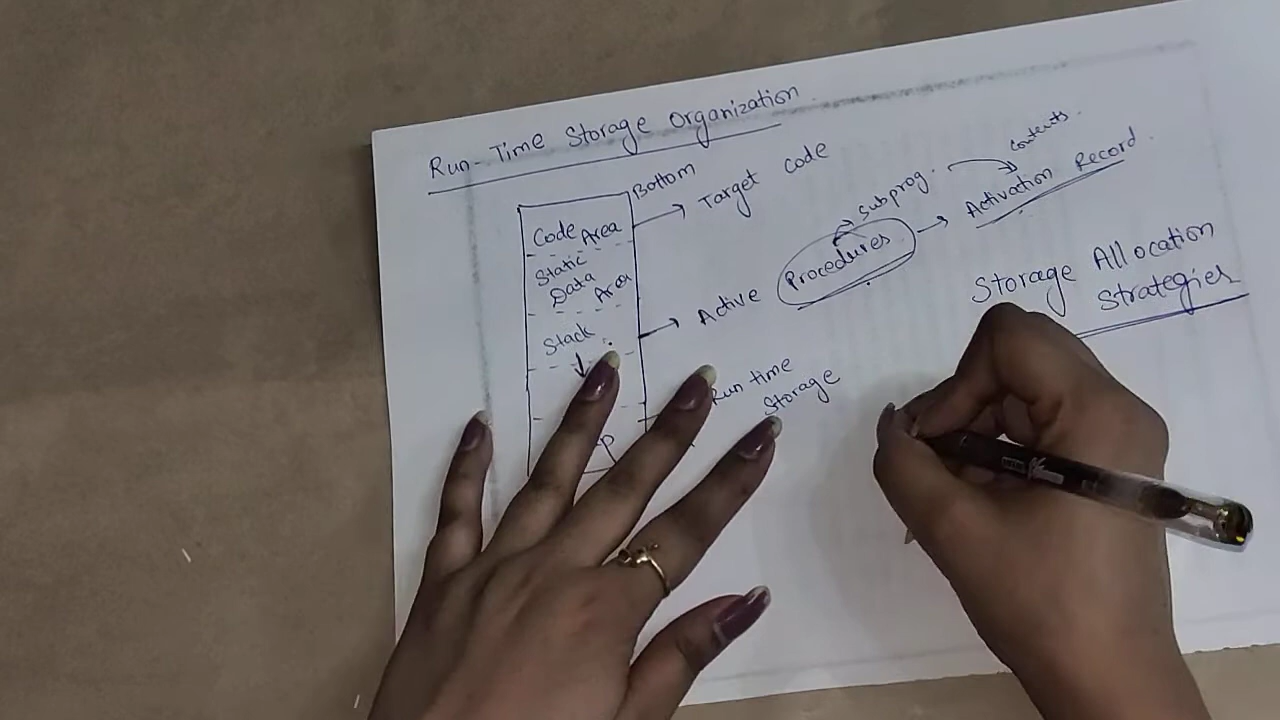 Run-Time Storage Organization
Bottom
Code Area
Target code
Static
Data Area
Stack
Active Procedures
Subprog.
Activation Record
contents.
Run time
Storage
Storage Allocation
Strategies